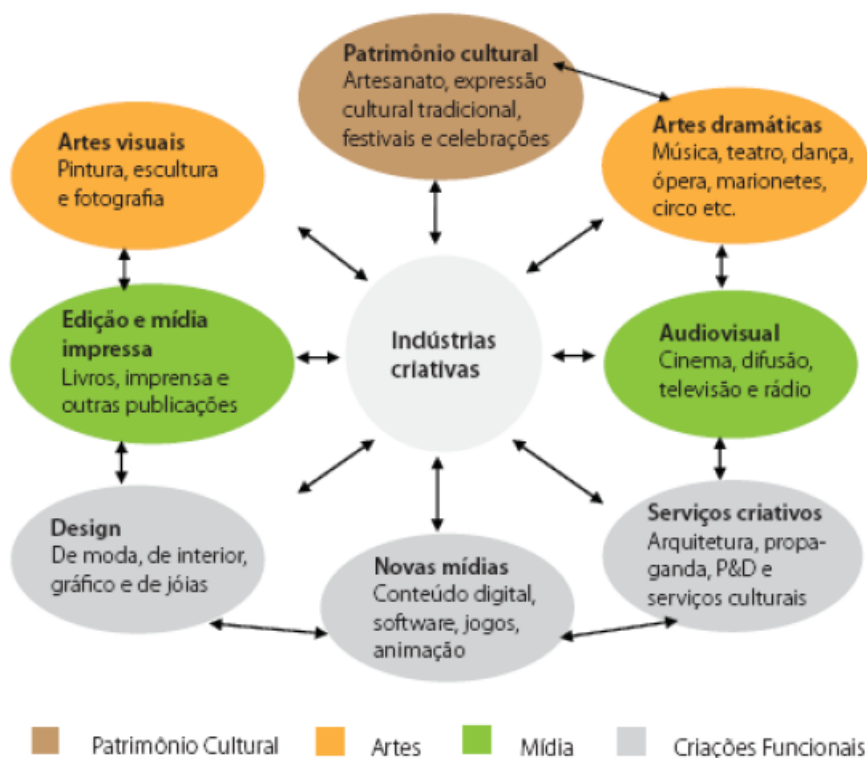 Patrimônio cultural
Artesanato, expressão
cultural tradicional,
festivais e celebrações
Artes visuais
Pintura, escultura
e fotografia
Artes dramáticas
Música, teatro, dança,
ópera, marionetes,
circo etc.
Edição e mídia
impressa
Livros, imprensa e
outras publicações
Indústrias
criativas
Audiovisual
Cinema, difusão,
televisão e rádio
Design
De moda, de interior,
gráfico e de jóias
Novas mídias
Conteúdo digital,
software, jogos,
animação
Serviços criativos
Arquitetura, propa-
ganda, P&D e
serviços culturais
Patrimônio Cultural
Artes
Mídia
Criações Funcionais